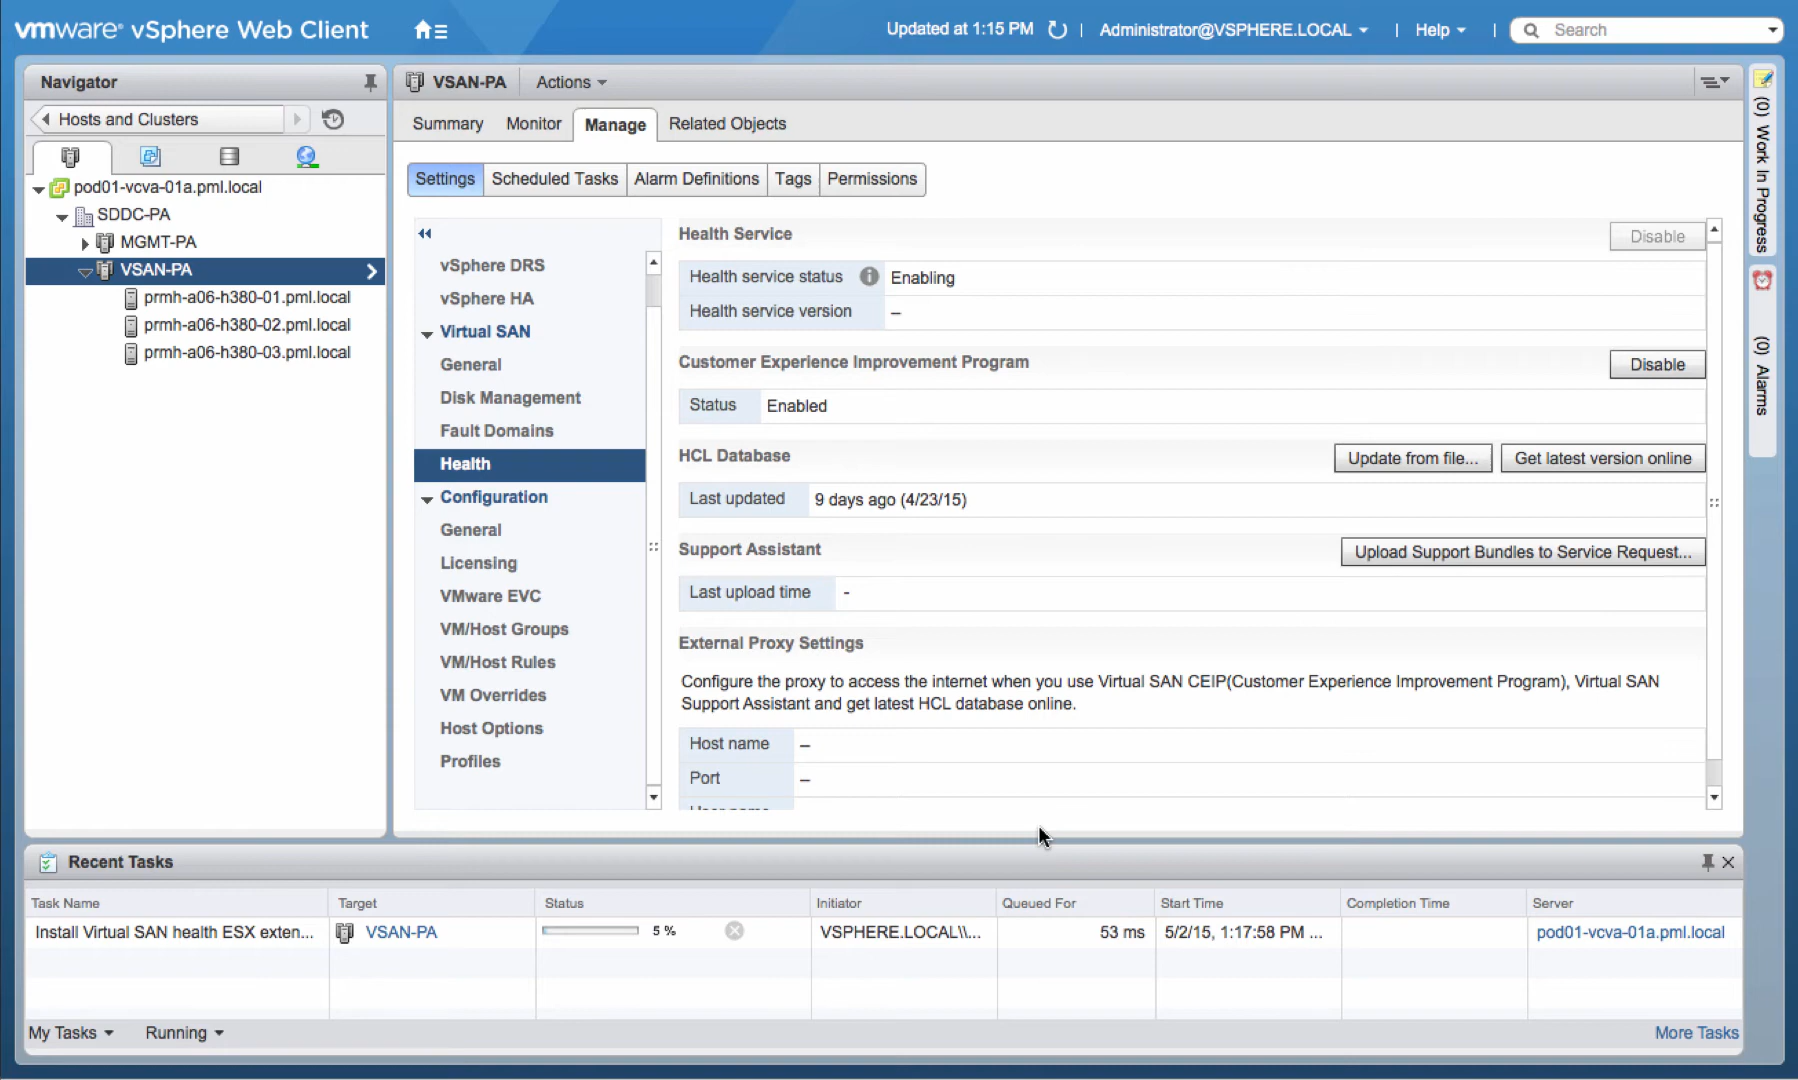 vmware® vSphere Web Client
Updated at 1:15 PM
Administrator@VSPHERE.LOCAL
Help
Search
Navigator
Hosts and Clusters
pod01-vcva-01a.pml.local
SDDC-PA
MGMT-PA
VSAN-PA
prmh-a06-h380-01.pml.local
prmh-a06-h380-02.pml.local
prmh-a06-h380-03.pml.local
VSAN-PA
Actions
Summary
Monitor
Manage
Related Objects
Settings
Scheduled Tasks
Alarm Definitions
Tags
Permissions
vSphere DRS
vSphere HA
Virtual SAN
General
Disk Management
Fault Domains
Health
Configuration
General
Licensing
VMware EVC
VM/Host Groups
VM/Host Rules
VM Overrides
Host Options
Profiles
Health Service
Disable
Health service status Enabling
Health service version –
Customer Experience Improvement Program
Disable
Status Enabled
HCL Database
Update from file...
Get latest version online
Last updated 9 days ago (4/23/15)
Support Assistant
Upload Support Bundles to Service Request...
Last upload time -
External Proxy Settings
Configure the proxy to access the internet when you use Virtual SAN CEIP(Customer Experience Improvement Program), Virtual SAN
Support Assistant and get latest HCL database online.
Host name –
Port –
(0) Work In Progress
(0) Alarms
Recent Tasks
Task Name Target Status Initiator Queued For Start Time Completion Time Server
Install Virtual SAN health ESX exten... VSAN-PA 5 % VSPHERE.LOCAL\\... 53 ms 5/2/15, 1:17:58 PM ... pod01-vcva-01a.pml.local
My Tasks
Running
More Tasks